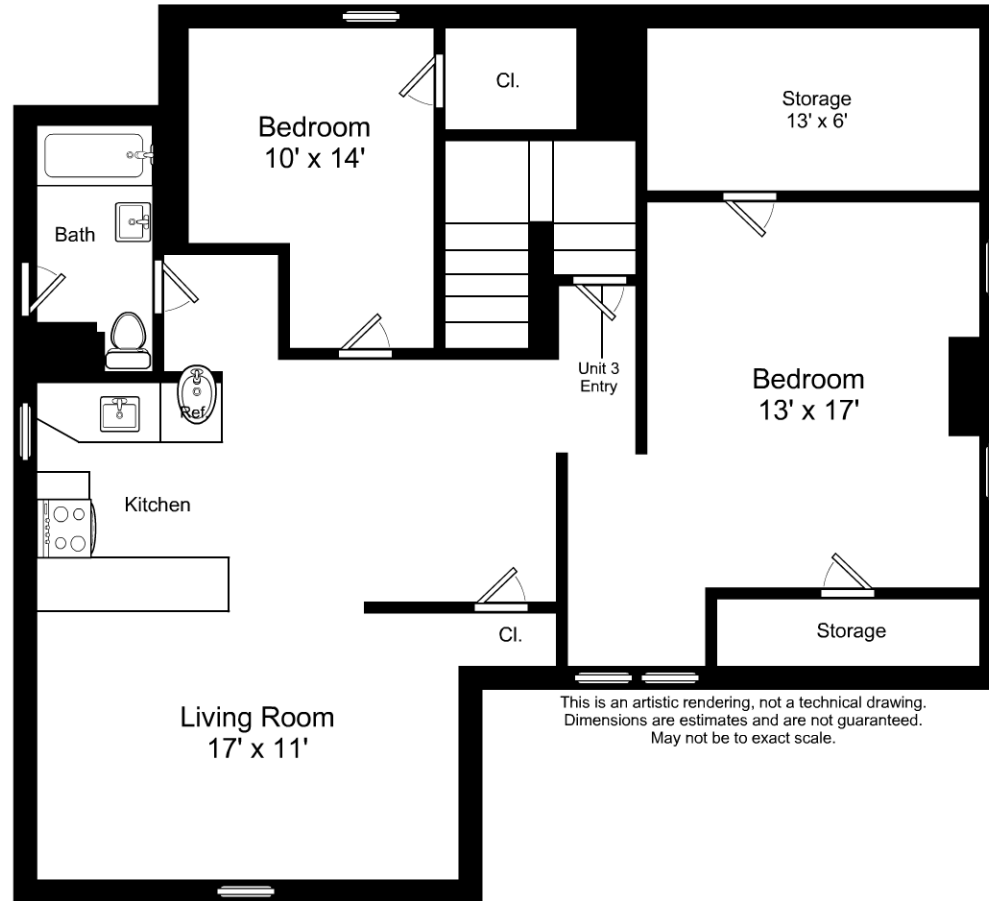 Cl.
Storage
13' x 6'
Bedroom
10' x 14'
Bath
Unit 3
Entry
Bedroom
13' x 17'
Ref.
Kitchen
Cl.
Storage
Living Room
17' x 11'
This is an artistic rendering, not a technical drawing.
Dimensions are estimates and are not guaranteed.
May not be to exact scale.